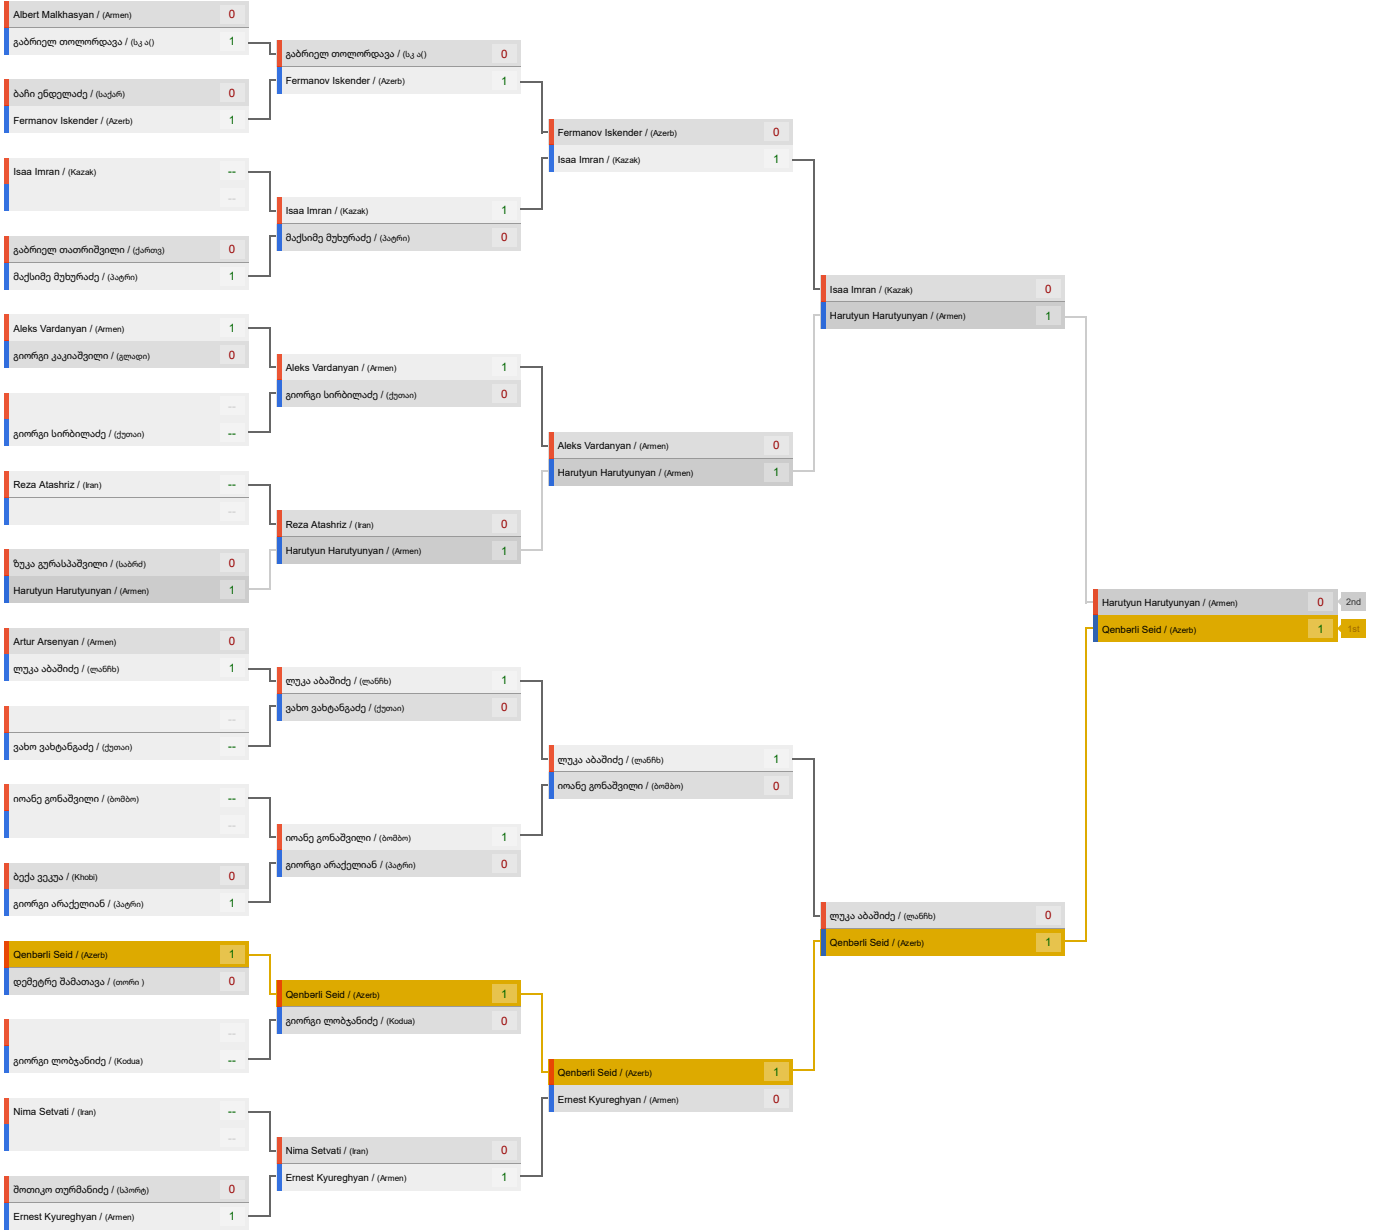 Albert Malkhasyan / (Armen) 0
გაბრიელ თოლორდავა / (სკ ა() 1
ბაჩი ენდელაძე / (საქარ) 0
Fermanov Iskender / (Azerb) 1
Isaa Imran / (Kazak) --
--
გაბრიელ თათრიშვილი / (ქართვ) 0
მაქსიმე მუხურაძე / (პატრი) 1
Aleks Vardanyan / (Armen) 1
გიორგი კაკიაშვილი / (გლადი) 0
--
გიორგი სირბილაძე / (ქუთაი) --
Reza Atashriz / (Iran) --
--
ზუკა გურასპაშვილი / (საბრძ) 0
Harutyun Harutyunyan / (Armen) 1
Artur Arsenyan / (Armen) 0
ლუკა აბაშიძე / (ლანჩხ) 1
--
ვახო ვახტანგაძე / (ქუთაი) --
იოანე გონაშვილი / (ბომბო) --
--
ბექა ვეკუა / (Khobi) 0
გიორგი არაქელიან / (პატრი) 1
Qenbərli Seid / (Azerb) 1
დემეტრე შამათავა / (თორი ) 0
--
გიორგი ლობჯანიძე / (Kodua) --
Nima Setvati / (Iran) --
--
შოთიკო თურმანიძე / (სპორტ) 0
Ernest Kyureghyan / (Armen) 1
გაბრიელ თოლორდავა / (სკ ა() 0
Fermanov Iskender / (Azerb) 1
Isaa Imran / (Kazak) 1
მაქსიმე მუხურაძე / (პატრი) 0
Aleks Vardanyan / (Armen) 1
გიორგი სირბილაძე / (ქუთაი) 0
Reza Atashriz / (Iran) 0
Harutyun Harutyunyan / (Armen) 1
ლუკა აბაშიძე / (ლანჩხ) 1
ვახო ვახტანგაძე / (ქუთაი) 0
იოანე გონაშვილი / (ბომბო) 1
გიორგი არაქელიან / (პატრი) 0
Qenbərli Seid / (Azerb) 1
გიორგი ლობჯანიძე / (Kodua) 0
Nima Setvati / (Iran) 0
Ernest Kyureghyan / (Armen) 1
Fermanov Iskender / (Azerb) 0
Isaa Imran / (Kazak) 1
Aleks Vardanyan / (Armen) 0
Harutyun Harutyunyan / (Armen) 1
ლუკა აბაშიძე / (ლანჩხ) 1
იოანე გონაშვილი / (ბომბო) 0
Qenbərli Seid / (Azerb) 1
Ernest Kyureghyan / (Armen) 0
Isaa Imran / (Kazak) 0
Harutyun Harutyunyan / (Armen) 1
ლუკა აბაშიძე / (ლანჩხ) 0
Qenbərli Seid / (Azerb) 1
Harutyun Harutyunyan / (Armen) 0 2nd
Qenbərli Seid / (Azerb) 1 1st